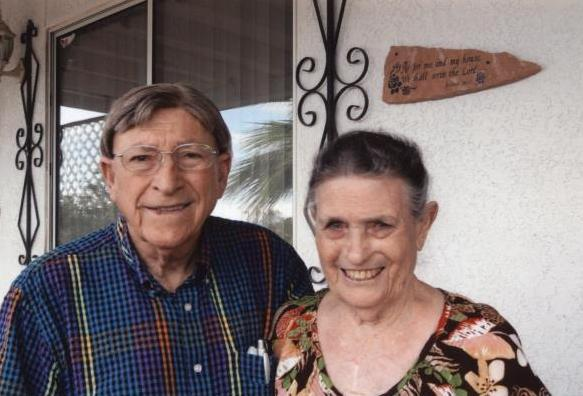 As for me and my house,
We shall serve the Lord